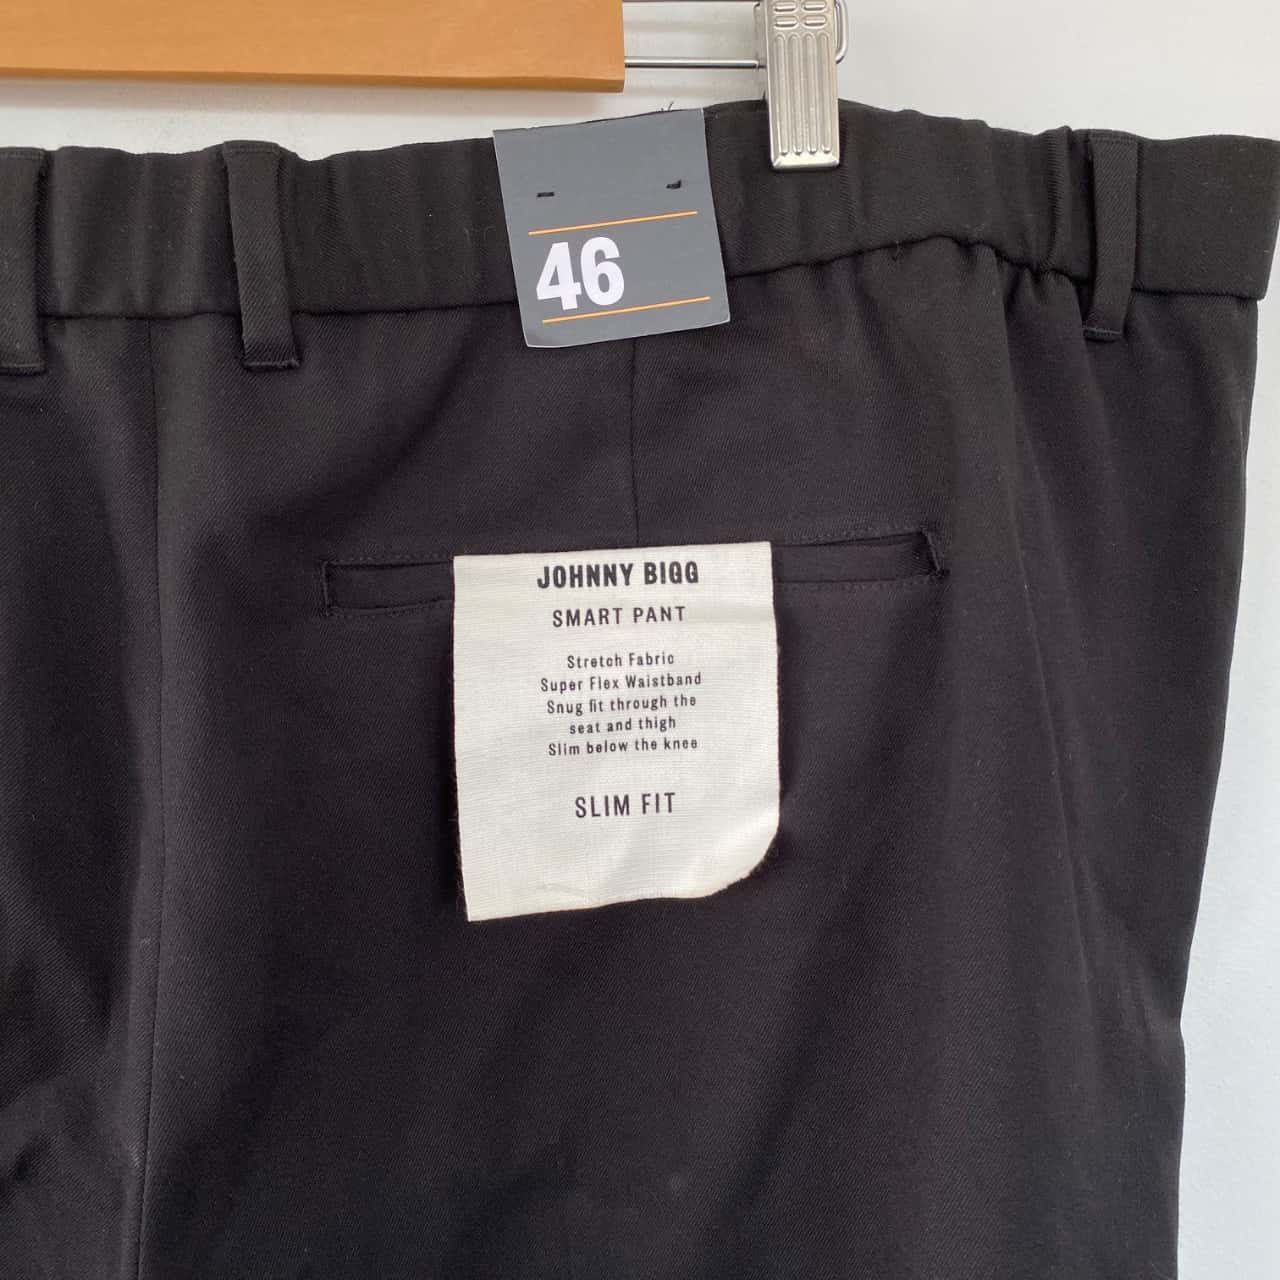 46
JOHNNY BIGG
SMART PANT
Stretch Fabric
Super Flex Waistband
Snug fit through the
seat and thigh
Slim below the knee
SLIM FIT